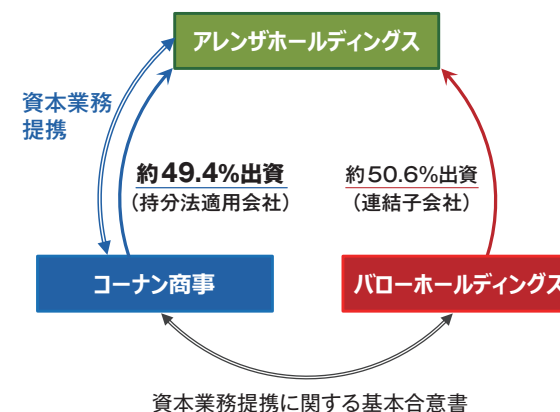 アレンザホールディングス
資本業務
提携
約49.4%出資
（持分法適用会社）
約50.6%出資
（連結子会社）
コーナン商事
バローホールディングス
資本業務提携に関する基本合意書